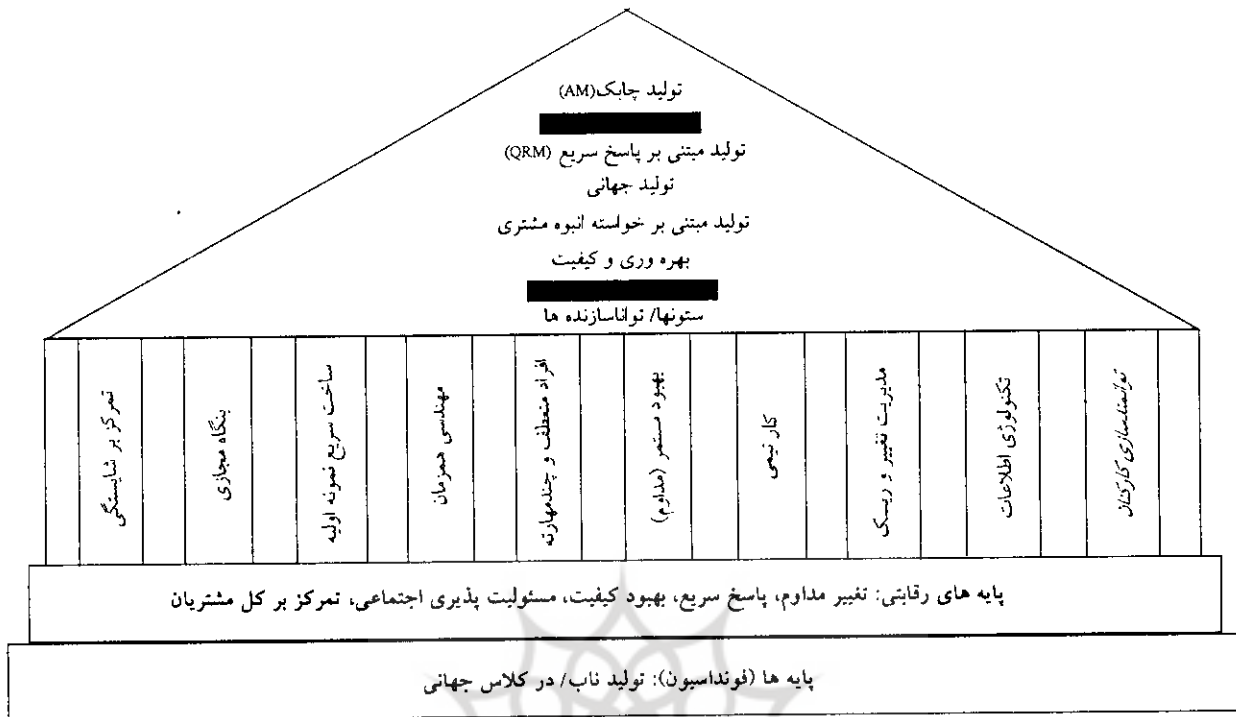 تولید چابک(AM)
تولید مبتنی بر پاسخ سریع (QRM)
تولید جهانی
تولید مبتنی بر خواسته انبوه مشتری
بهره وری و کیفیت
ستونها/ تواناسازنده ها
توانمندسازی کارکنان
تکنولوژی اطلاعات
مدیریت تغییر و ریسک
کار تیمی
بهبود مستمر (مداوم)
افراد منعطف و چندمهارته
مهندسی همزمان
ساخت سریع نمونه اولیه
بنگاه مجازی
تمرکز بر شایستگی
پایه های رقابتی: تغییر مداوم، پاسخ سریع، بهبود کیفیت، مسئولیت پذیری اجتماعی، تمرکز بر کل مشتریان
پایه ها (فونداسیون): تولید ناب/ در کلاس جهانی